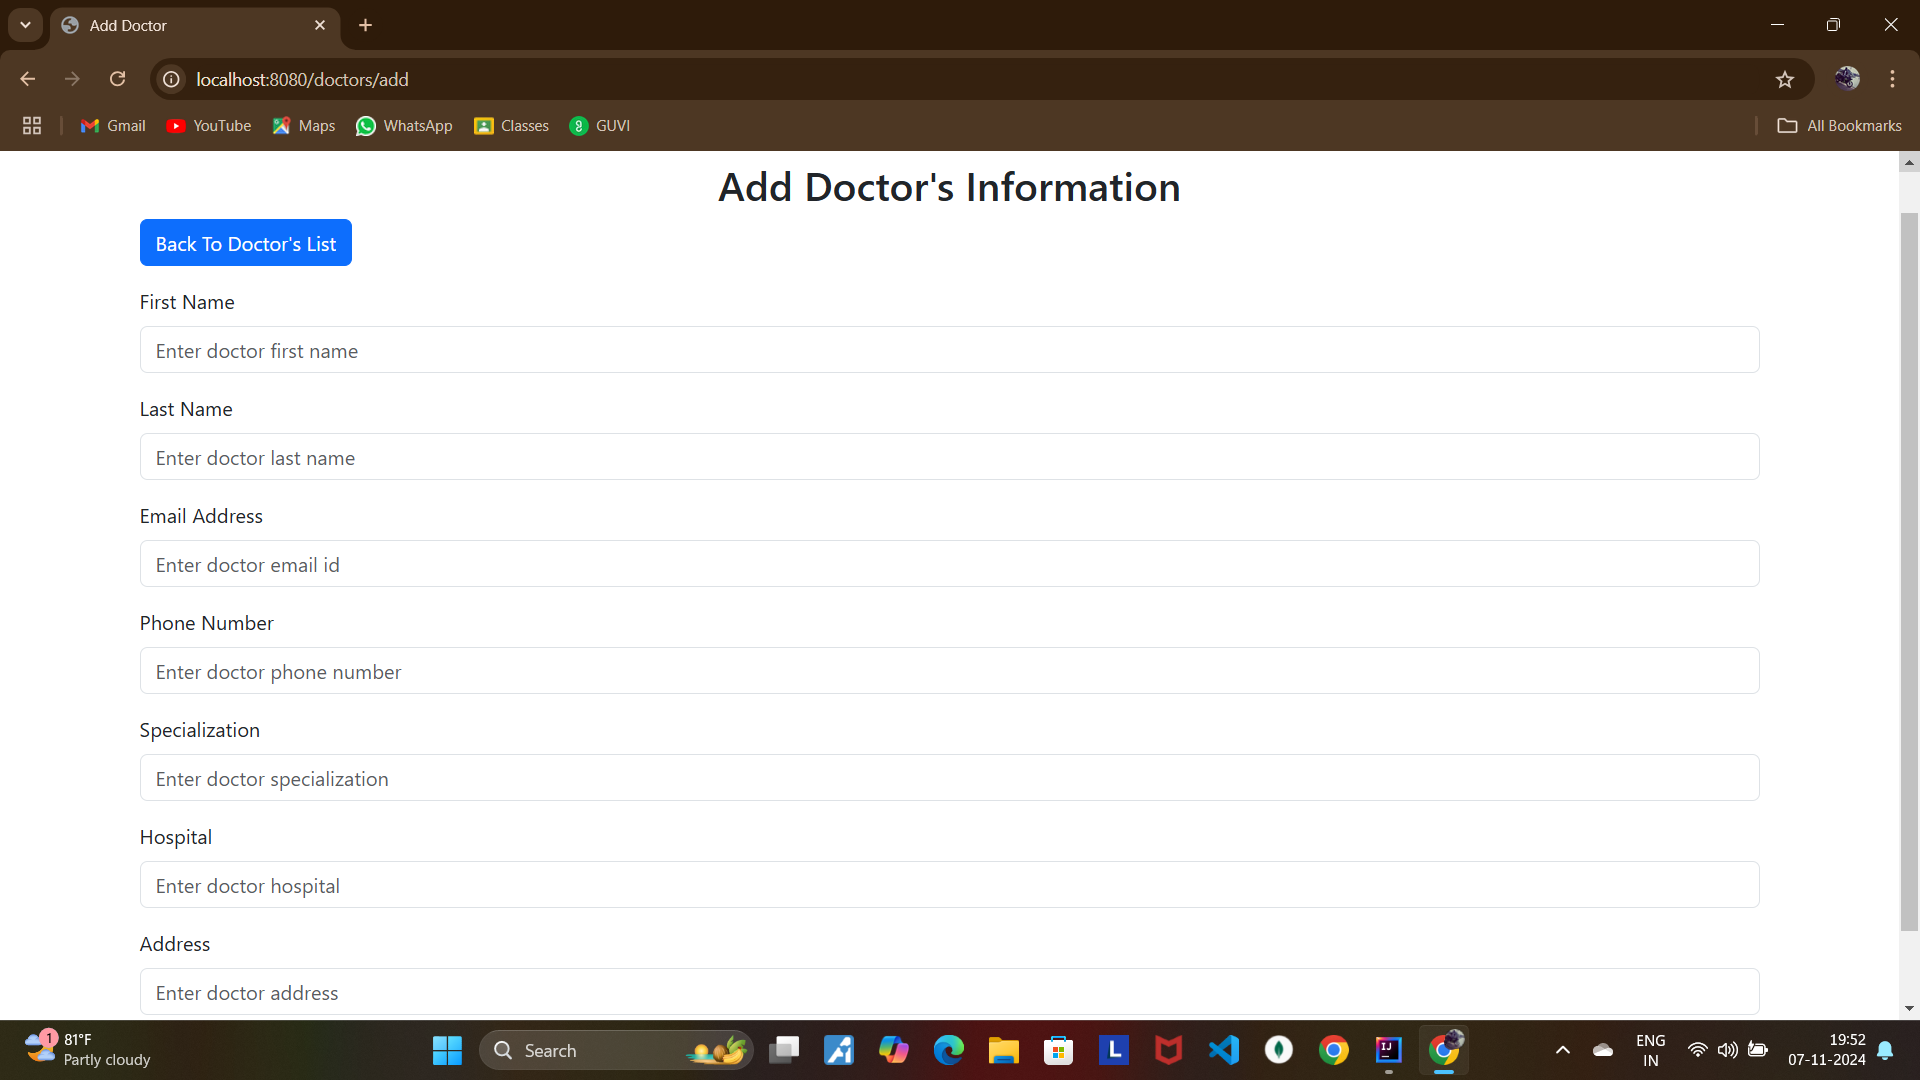 Add Doctor
localhost:8080/doctors/add
Gmail
YouTube
Maps
WhatsApp
Classes
GUVI
All Bookmarks
Add Doctor's Information
Back To Doctor's List
First Name
Enter doctor first name
Last Name
Enter doctor last name
Email Address
Enter doctor email id
Phone Number
Enter doctor phone number
Specialization
Enter doctor specialization
Hospital
Enter doctor hospital
Address
Enter doctor address
1
81°F
Partly cloudy
Search
L
IJ
ENG
IN
19:52
07-11-2024